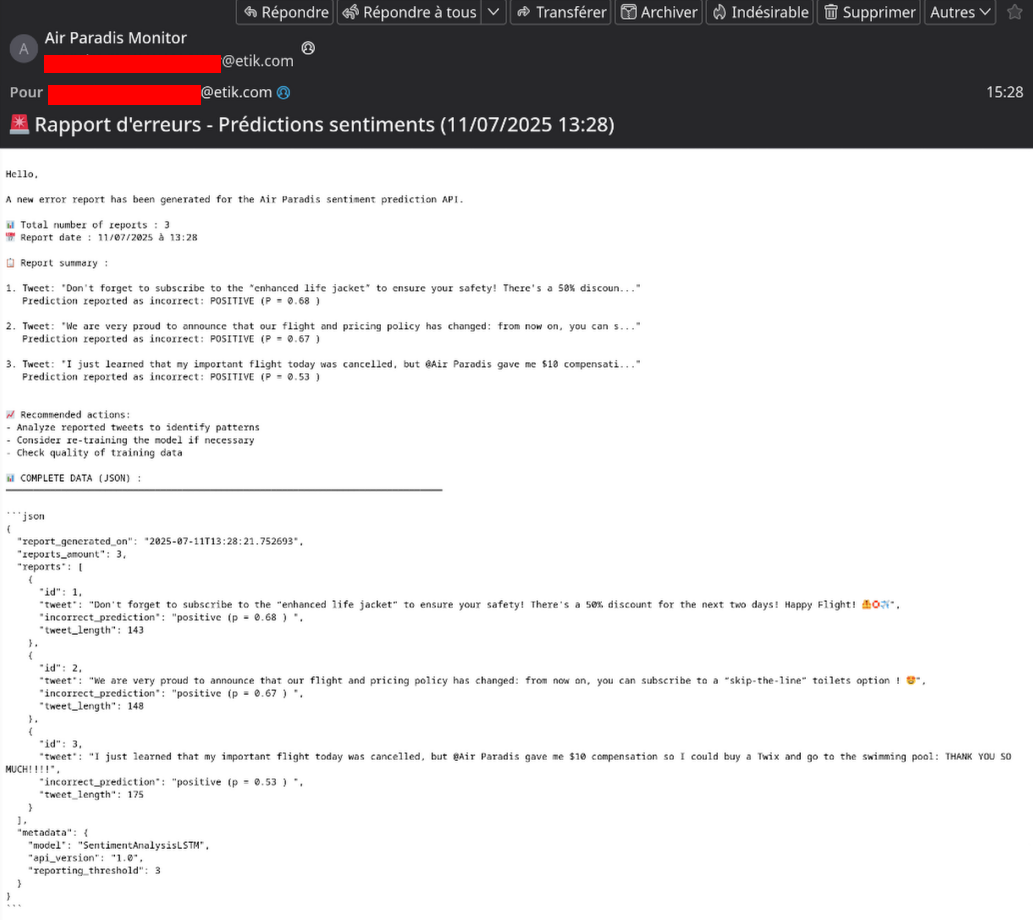 Répondre Répondre à tous Transférer Archiver Indésirable Supprimer Autres
A Air Paradis Monitor
@etik.com
Pour @etik.com 15:28
🚨 Rapport d'erreurs - Prédictions sentiments (11/07/2025 13:28)
Hello,
A new error report has been generated for the Air Paradis sentiment prediction API.
📊 Total number of reports : 3
📅 Report date : 11/07/2025 à 13:28
📋 Report summary :
1. Tweet: "Don't forget to subscribe to the "enhanced life jacket" to ensure your safety! There's a 50% discoun..."
Prediction reported as incorrect: POSITIVE (P = 0.68 )
2. Tweet: "We are very proud to announce that our flight and pricing policy has changed: from now on, you can s..."
Prediction reported as incorrect: POSITIVE (P = 0.67 )
3. Tweet: "I just learned that my important flight today was cancelled, but @Air Paradis gave me $10 compensati..."
Prediction reported as incorrect: POSITIVE (P = 0.53 )
📈 Recommended actions:
- Analyze reported tweets to identify patterns
- Consider re-training the model if necessary
- Check quality of training data
📊 COMPLETE DATA (JSON) :
```json
{
"report_generated_on": "2025-07-11T13:28:21.752693",
"reports_amount": 3,
"reports": [
{
"id": 1,
"tweet": "Don't forget to subscribe to the "enhanced life jacket" to ensure your safety! There's a 50% discount for the next two days! Happy Flight! 🦺⭕✈️",
"incorrect_prediction": "positive (p = 0.68 ) ",
"tweet_length": 143
},
{
"id": 2,
"tweet": "We are very proud to announce that our flight and pricing policy has changed: from now on, you can subscribe to a "skip-the-line" toilets option ! 🤩",
"incorrect_prediction": "positive (p = 0.67 ) ",
"tweet_length": 148
},
{
"id": 3,
"tweet": "I just learned that my important flight today was cancelled, but @Air Paradis gave me $10 compensation so I could buy a Twix and go to the swimming pool: THANK YOU SO
MUCH!!!!",
"incorrect_prediction": "positive (p = 0.53 ) ",
"tweet_length": 175
}
],
"metadata": {
"model": "SentimentAnalysisLSTM",
"api_version": "1.0",
"reporting_threshold": 3
}
}
```